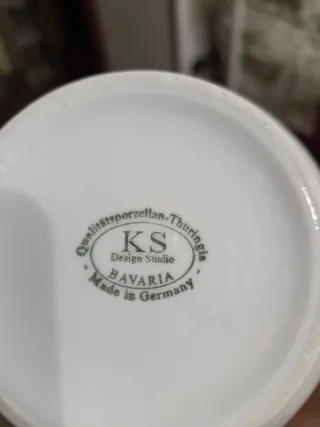 Qualitätsporzellan-Thuringia
KS
Design Studio
BAVARIA
- Made in Germany -